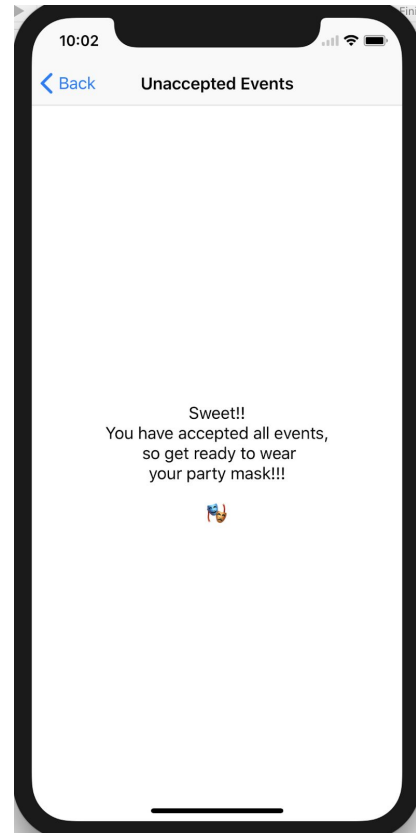 Fini
10:02
Back
Unaccepted Events
Sweet!!
You have accepted all events,
so get ready to wear
your party mask!!!
🎭